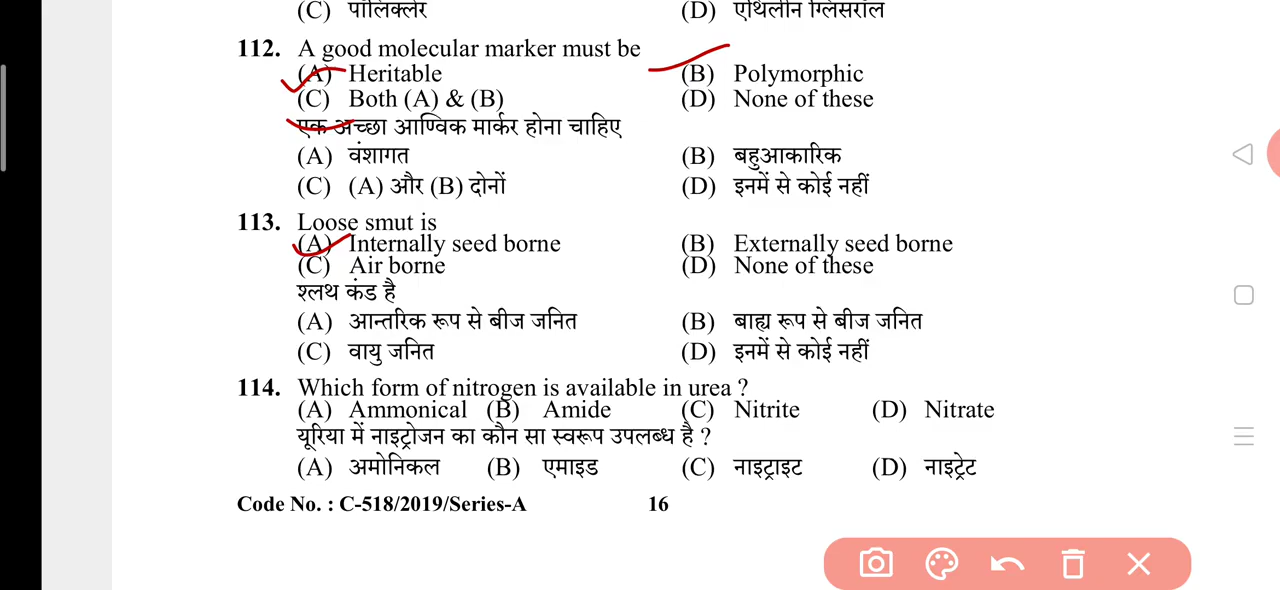 (C) पॉलिक्लेर (D) एथिलीन ग्लिसरॉल
112. A good molecular marker must be
(A) Heritable (B) Polymorphic
(C) Both (A) & (B) (D) None of these
एक अच्छा आण्विक मार्कर होना चाहिए
(A) वंशागत (B) बहुआकारिक
(C) (A) और (B) दोनों (D) इनमें से कोई नहीं
113. Loose smut is
(A) Internally seed borne (B) Externally seed borne
(C) Air borne (D) None of these
श्लथ कंड है
(A) आन्तरिक रूप से बीज जनित (B) बाह्य रूप से बीज जनित
(C) वायु जनित (D) इनमें से कोई नहीं
114. Which form of nitrogen is available in urea ?
(A) Ammonical (B) Amide (C) Nitrite (D) Nitrate
यूरिया में नाइट्रोजन का कौन सा स्वरूप उपलब्ध है ?
(A) अमोनिकल (B) एमाइड (C) नाइट्राइट (D) नाइट्रेट
Code No. : C-518/2019/Series-A 16